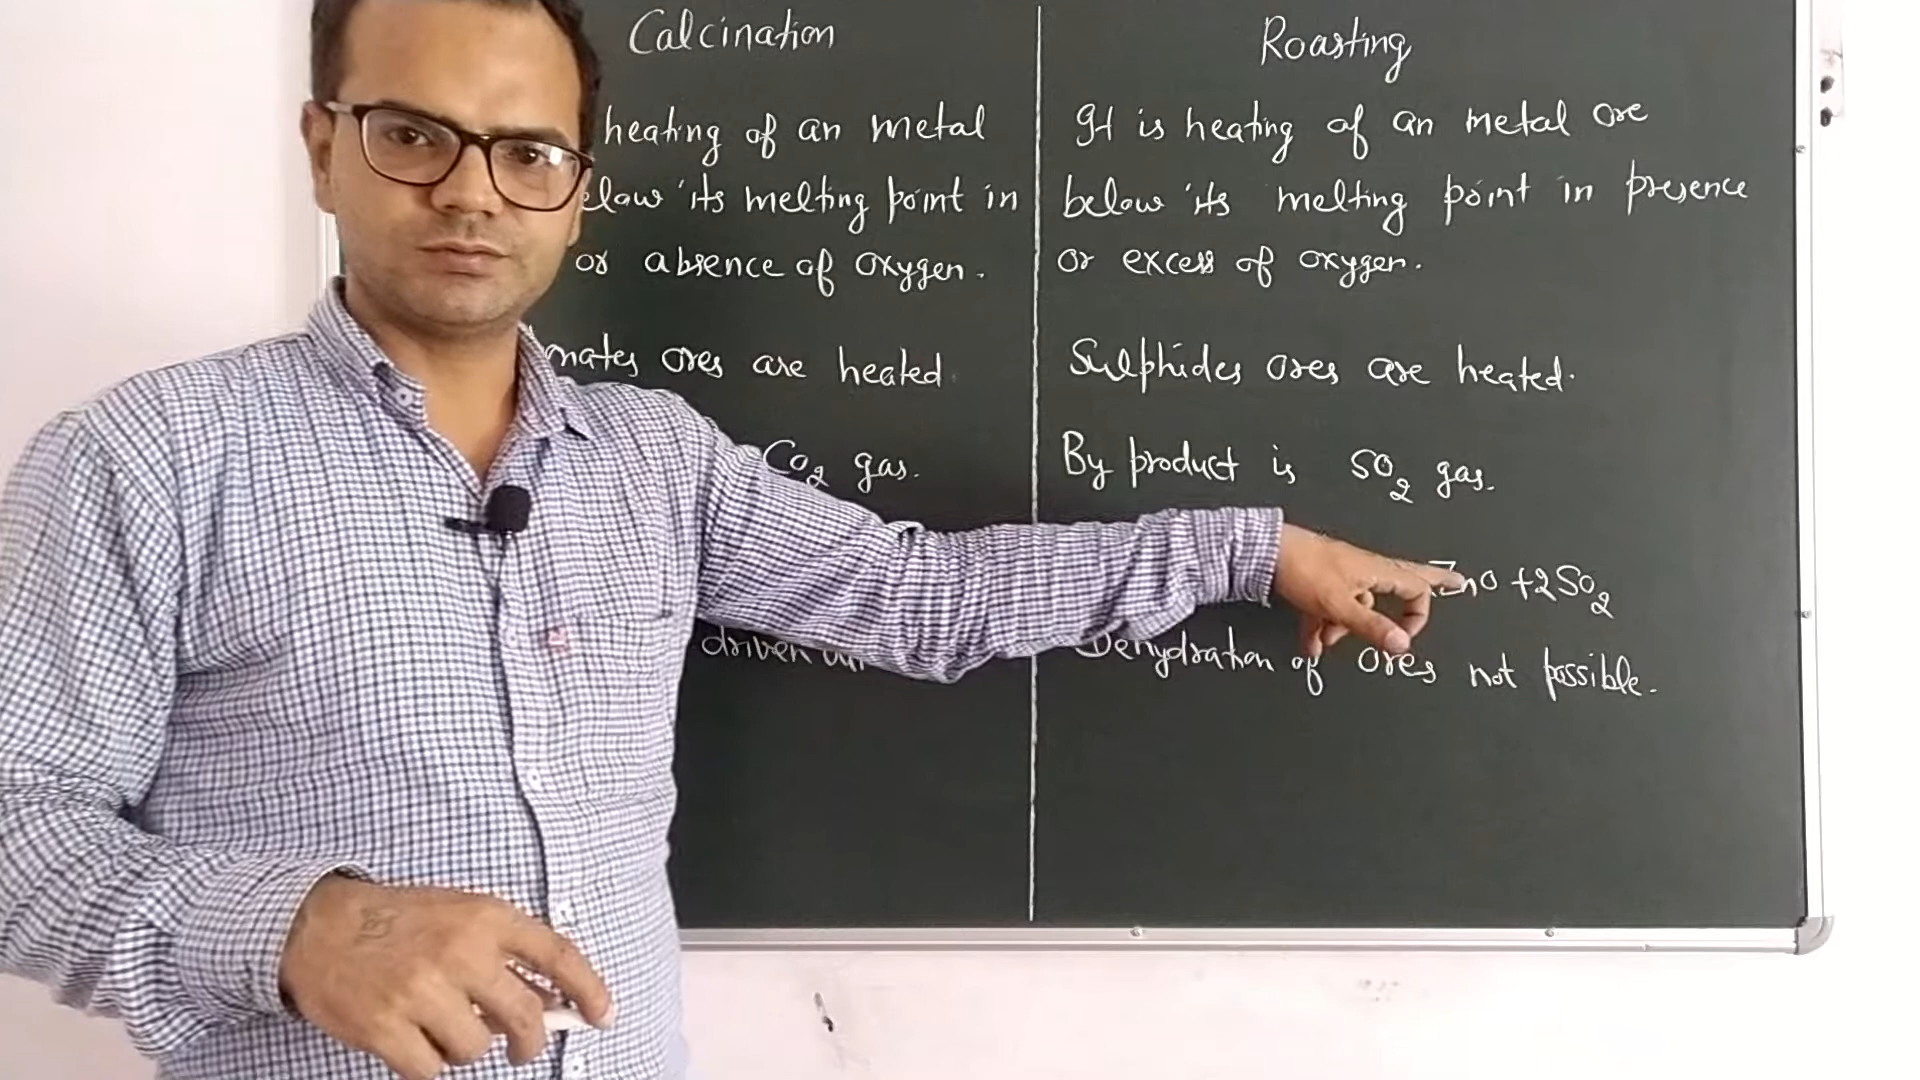 Calcination
heating of an metal
elow its melting point in
or absence of oxygen.
mates ores are heated.
CO2 gas.
driven out
Roasting
It is heating of an metal ore
below its melting point in presence
or excess of oxygen.
Sulphides ores are heated.
By product is SO2 gas.
ZnO + 2SO2
Dehydration of ores not possible.